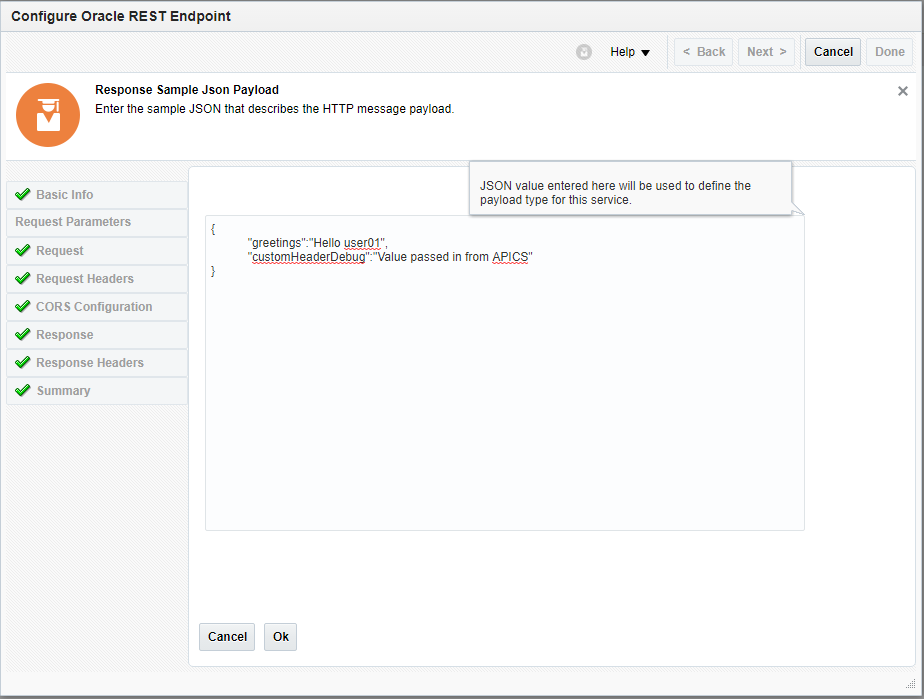 Configure Oracle REST Endpoint
Help
< Back
Next >
Cancel
Done
Response Sample Json Payload
Enter the sample JSON that describes the HTTP message payload.
Basic Info
Request Parameters
Request
Request Headers
CORS Configuration
Response
Response Headers
Summary
JSON value entered here will be used to define the
payload type for this service.
{
"greetings":"Hello user01",
"customHeaderDebug":"Value passed in from APICS"
}
Cancel
Ok